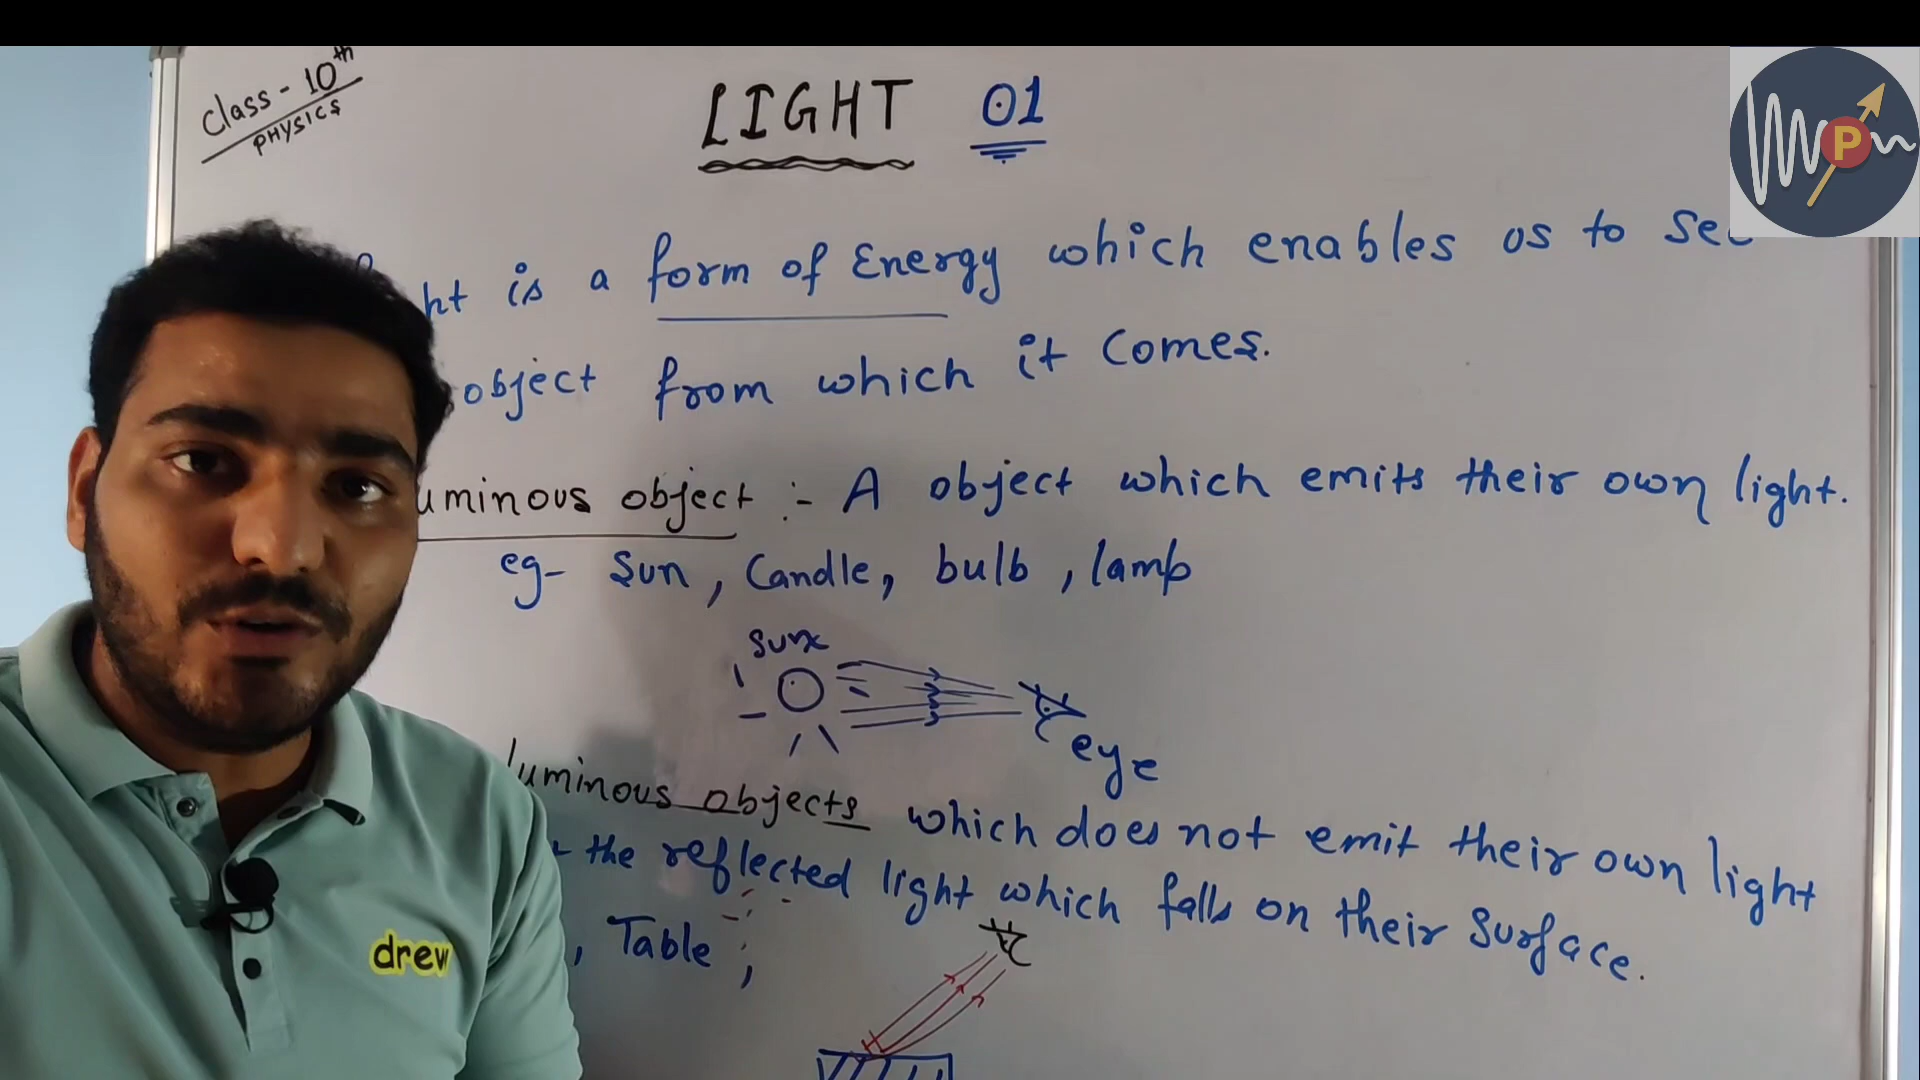 Class - 10th
PHYSICS
LIGHT 01
ht is a form of Energy which enables us to see
object from which it comes.
uminous object :- A object which emits their own light.
eg- Sun, Candle, bulb, lamp
Sun
eye
luminous objects which does not emit their own light
the reflected light which falls on their surface.
, Table ,
drew
P